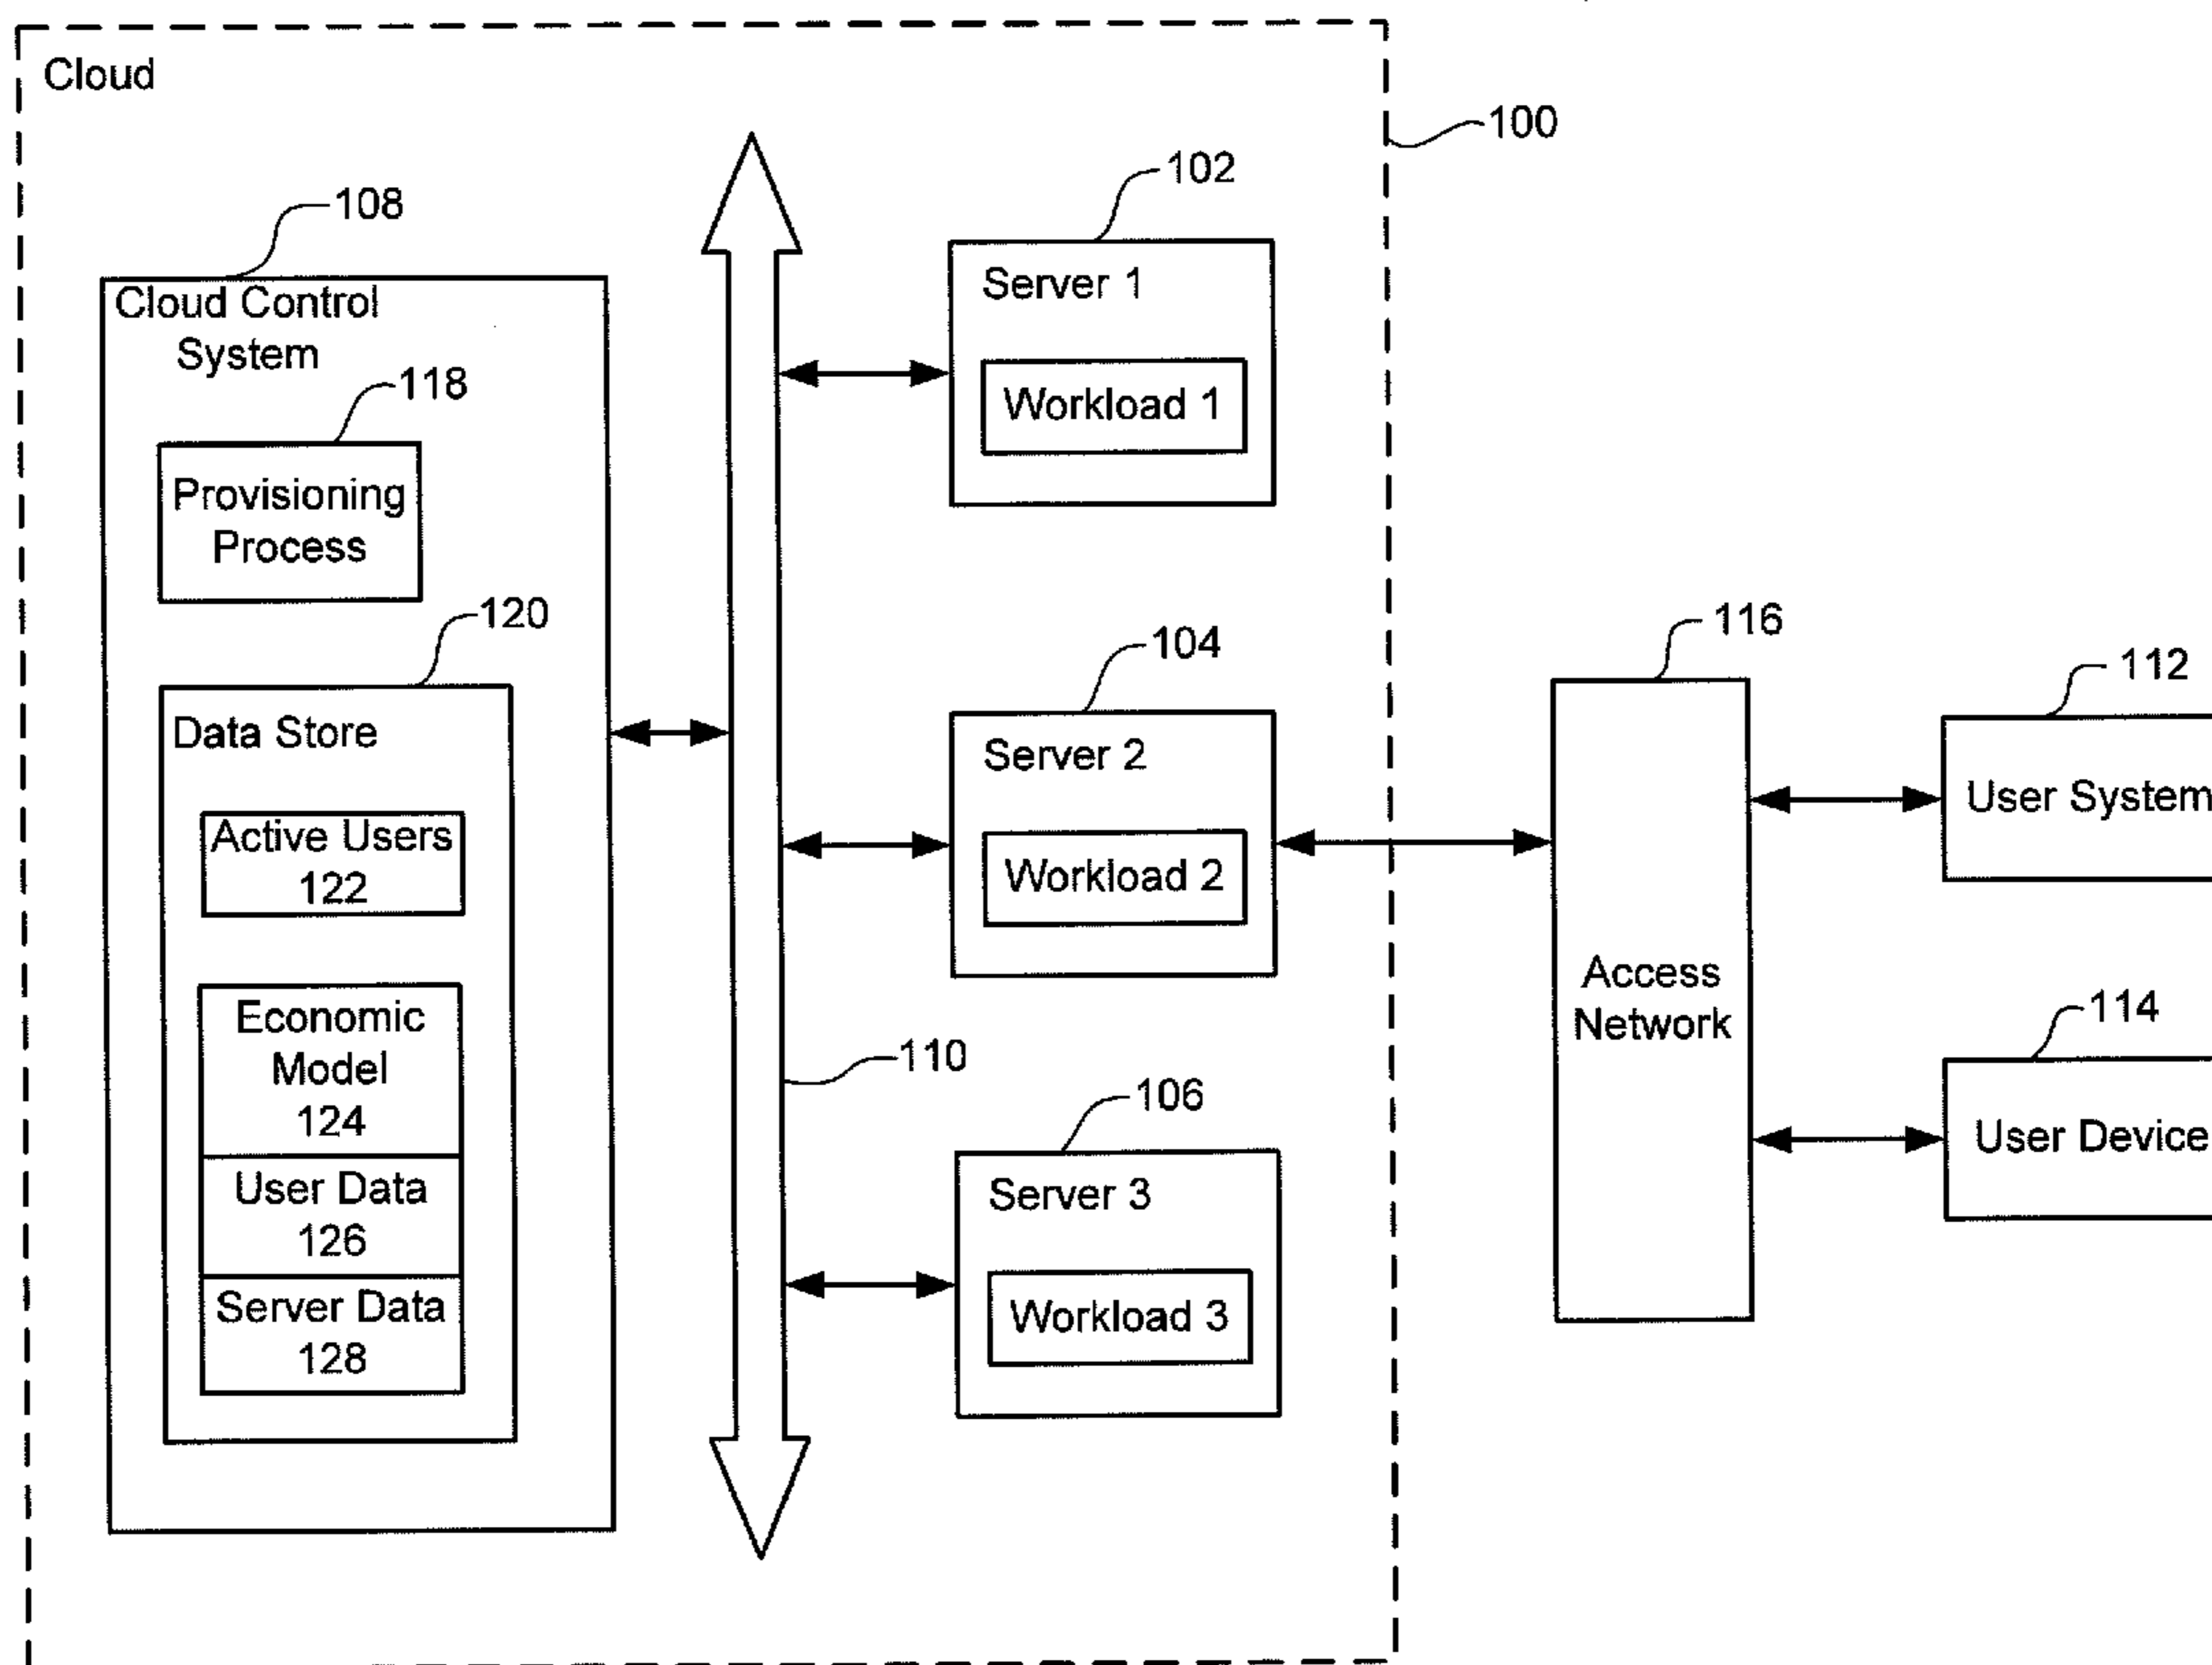 Cloud
100
108
Cloud Control
System
118
Provisioning
Process
120
Data Store
Active Users
122
Economic
Model
124
User Data
126
Server Data
128
110
102
Server 1
Workload 1
104
Server 2
Workload 2
106
Server 3
Workload 3
116
Access
Network
112
User System
114
User Device